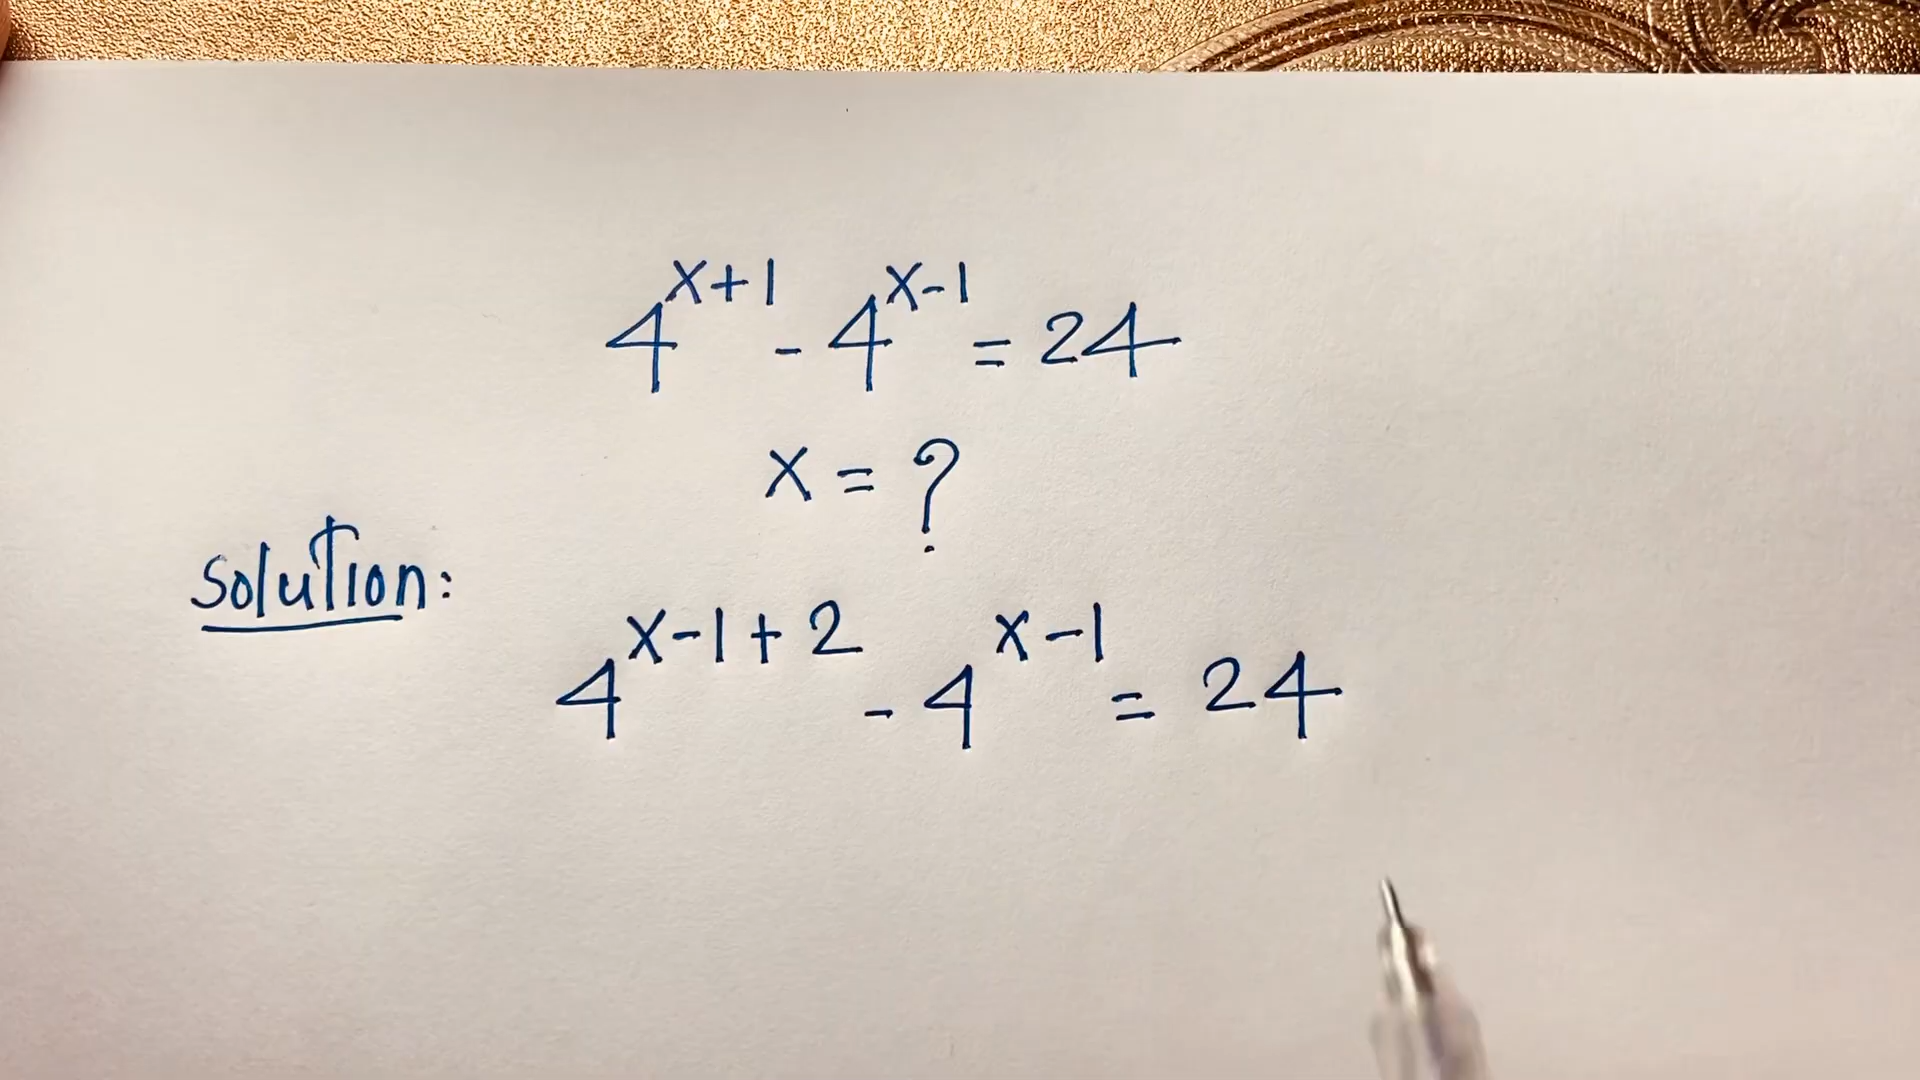 4^{x+1} - 4^{x-1} = 24
x = ?
Solution:
4^{x-1+2} - 4^{x-1} = 24